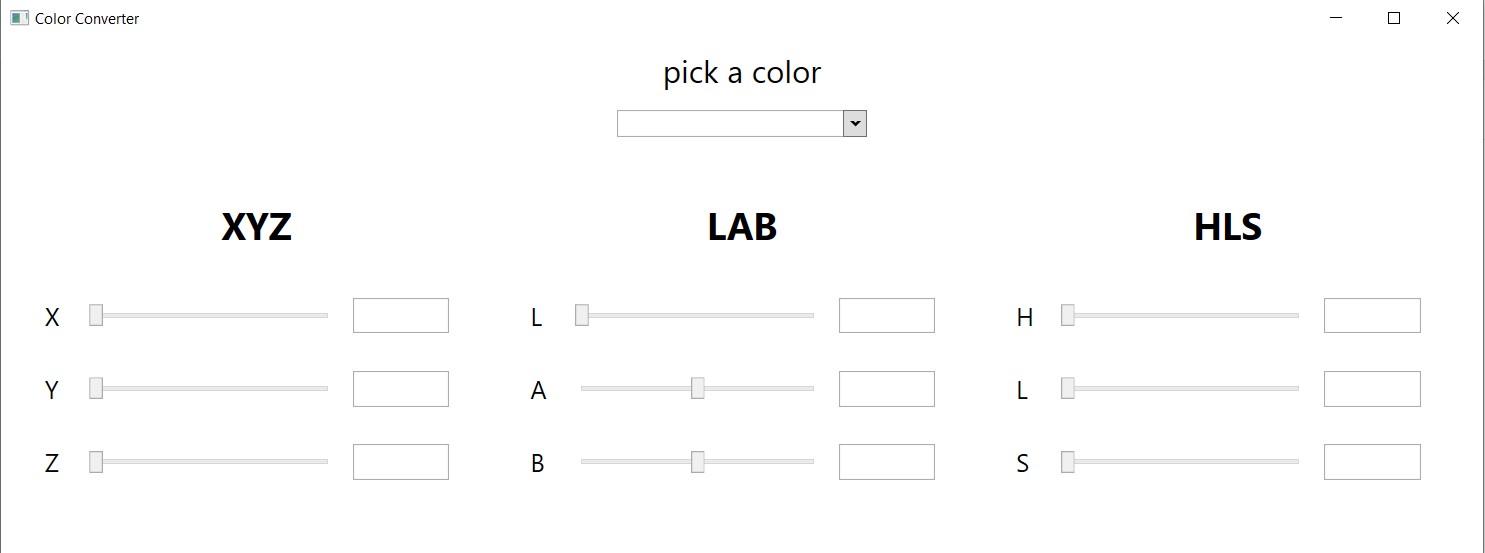 Color Converter
pick a color
XYZ LAB HLS
X L H
Y A L
Z B S